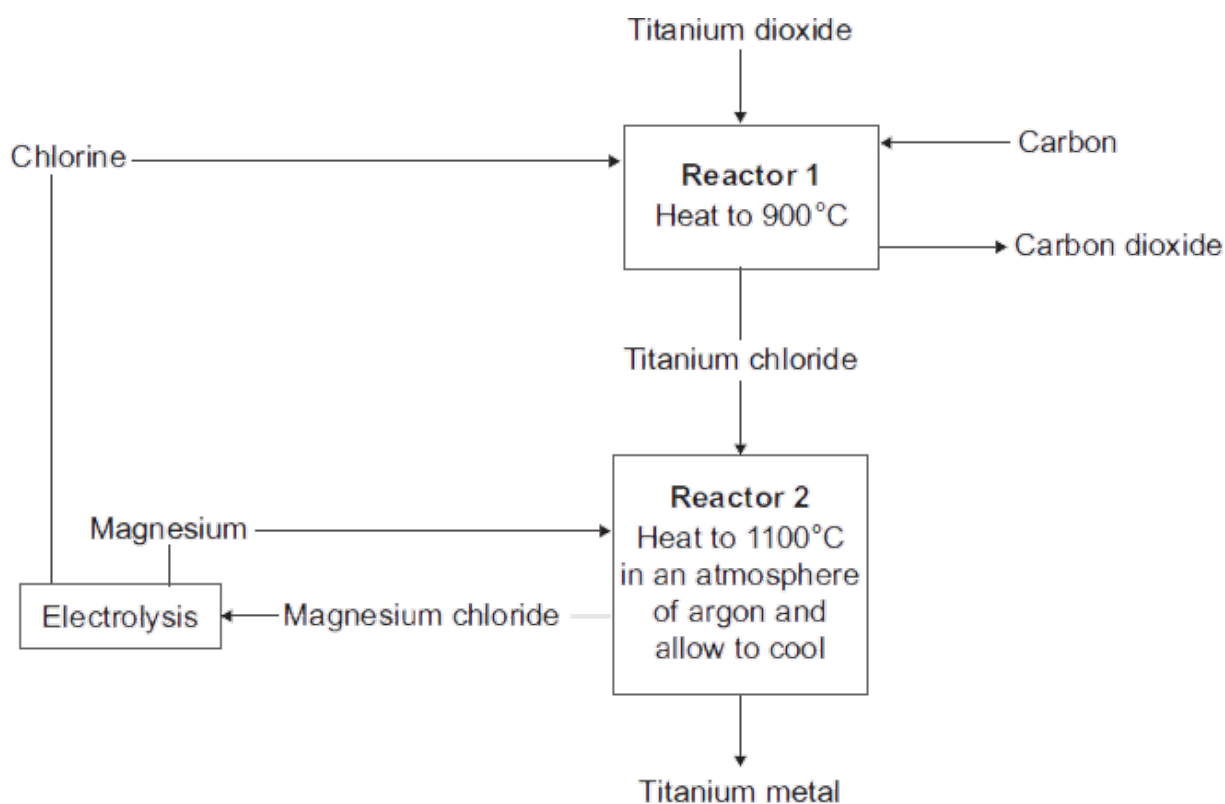 Titanium dioxide
Chlorine
Reactor 1
Heat to 900°C
Carbon
Carbon dioxide
Titanium chloride
Reactor 2
Heat to 1100°C
in an atmosphere
of argon and
allow to cool
Magnesium
Electrolysis
Magnesium chloride
Titanium metal